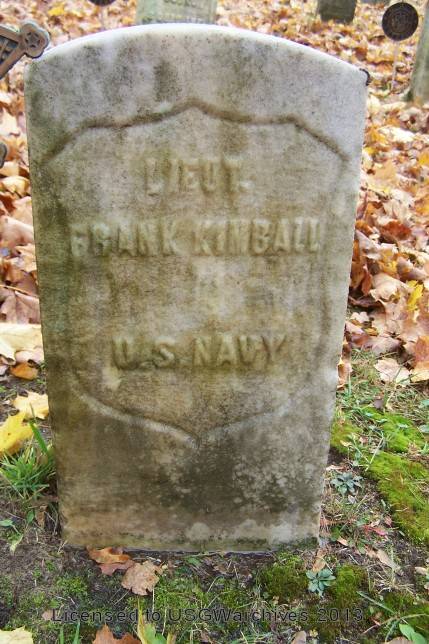 LIEUT.
FRANK KIMBALL
U.S. NAVY
Licensed to USGWarchives 2013